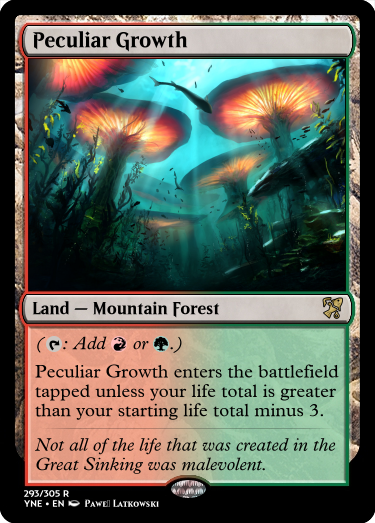 Peculiar Growth
Land — Mountain Forest
( : Add or .)
Peculiar Growth enters the battlefield
tapped unless your life total is greater
than your starting life total minus 3.
Not all of the life that was created in the
Great Sinking was malevolent.
293/305 R
YNE • EN Paweł Latkowski